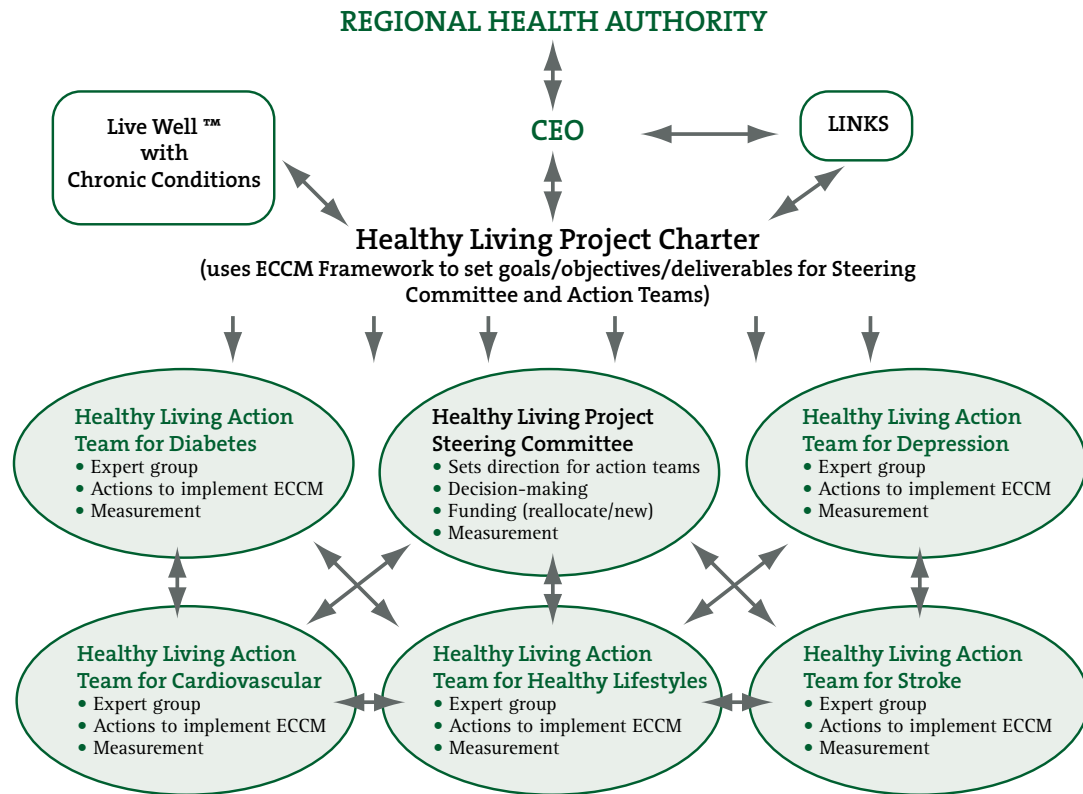 REGIONAL HEALTH AUTHORITY
Live Well ™
with
Chronic Conditions
CEO
LINKS
Healthy Living Project Charter
(uses ECCM Framework to set goals/objectives/deliverables for Steering
Committee and Action Teams)
Healthy Living Action
Team for Diabetes
• Expert group
• Actions to implement ECCM
• Measurement
Healthy Living Project
Steering Committee
• Sets direction for action teams
• Decision-making
• Funding (reallocate/new)
• Measurement
Healthy Living Action
Team for Depression
• Expert group
• Actions to implement ECCM
• Measurement
Healthy Living Action
Team for Cardiovascular
• Expert group
• Actions to implement ECCM
• Measurement
Healthy Living Action
Team for Healthy Lifestyles
• Expert group
• Actions to implement ECCM
• Measurement
Healthy Living Action
Team for Stroke
• Expert group
• Actions to implement ECCM
• Measurement